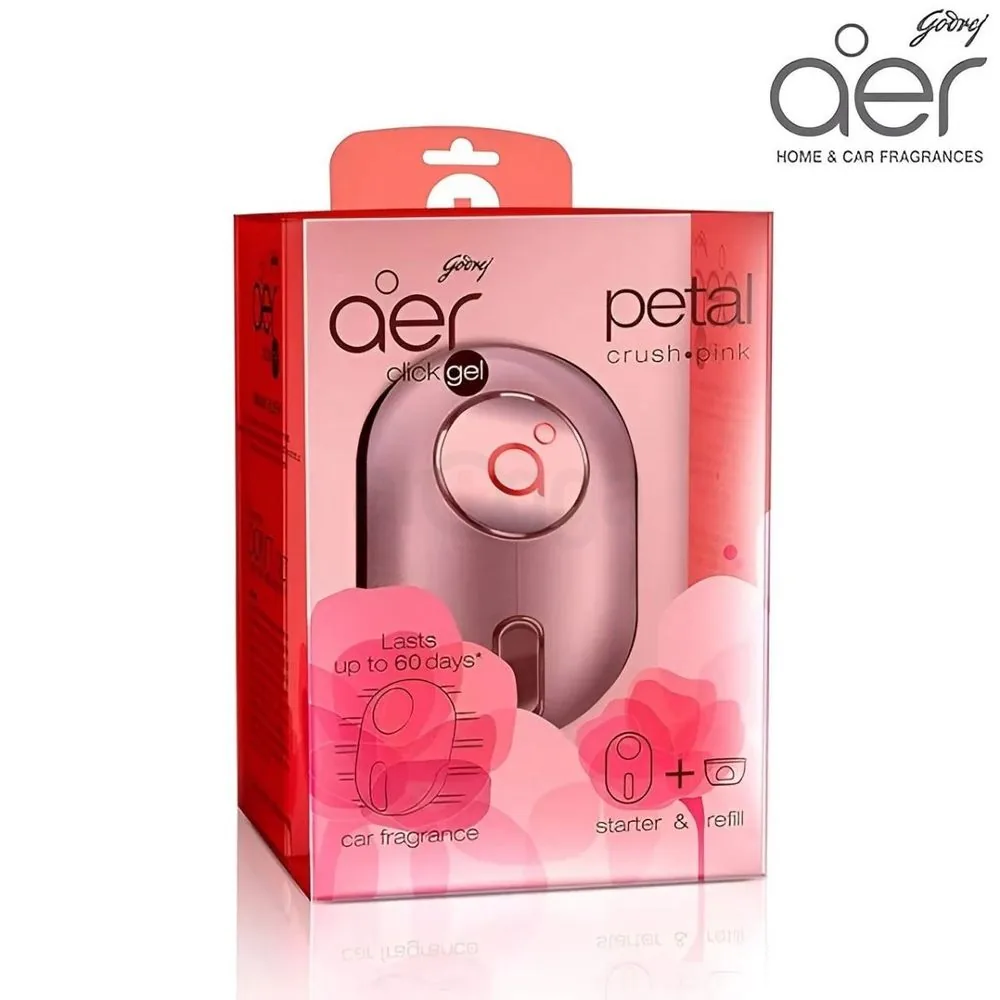 Godrej
aer
HOME & CAR FRAGRANCES
Godrej
aer
click gel
petal
crush•pink
a
Lasts
up to 60 days*
car fragrance
+
starter & refill